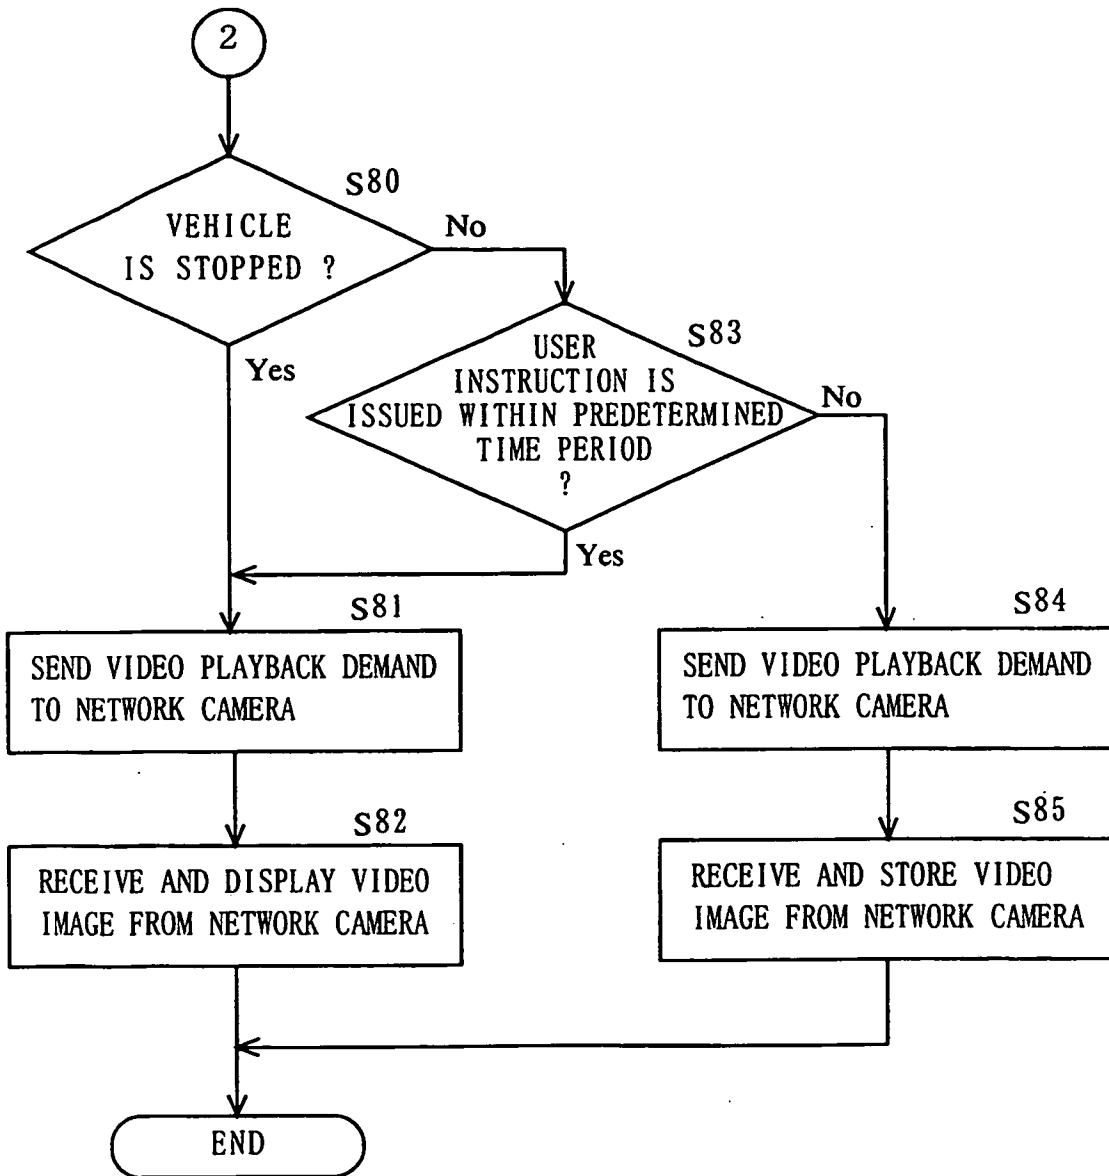 2
S80
VEHICLE
IS STOPPED ?
No
Yes
S83
USER
INSTRUCTION IS
ISSUED WITHIN PREDETERMINED
TIME PERIOD
?
No
Yes
S81
SEND VIDEO PLAYBACK DEMAND
TO NETWORK CAMERA
S84
SEND VIDEO PLAYBACK DEMAND
TO NETWORK CAMERA
S82
RECEIVE AND DISPLAY VIDEO
IMAGE FROM NETWORK CAMERA
S85
RECEIVE AND STORE VIDEO
IMAGE FROM NETWORK CAMERA
END